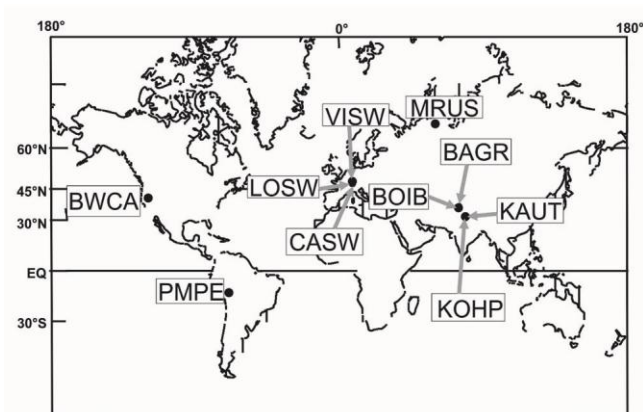 180° 0° 180°
VISW
MRUS
BAGR
60°N
LOSW
BOIB
45°N
BWCA
KAUT
30°N
CASW
EQ
PMPE
KOHP
30°S